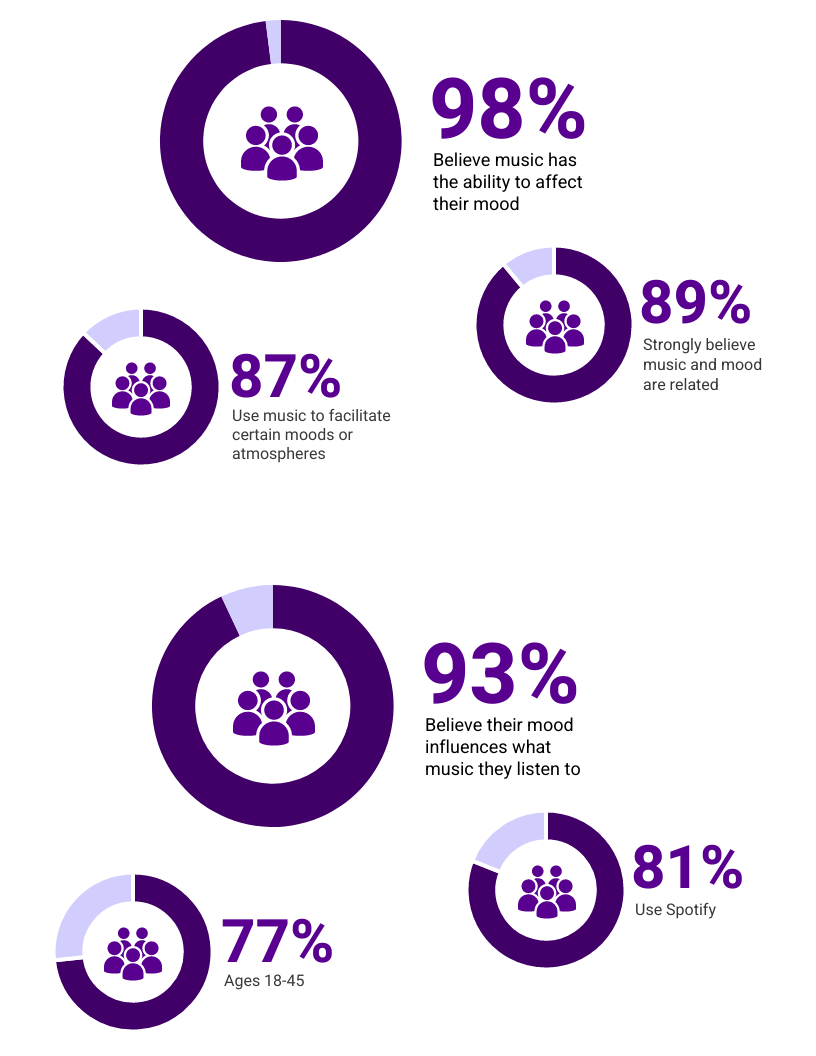 98%
Believe music has
the ability to affect
their mood
89%
Strongly believe
music and mood
are related
87%
Use music to facilitate
certain moods or
atmospheres
93%
Believe their mood
influences what
music they listen to
81%
Use Spotify
77%
Ages 18-45